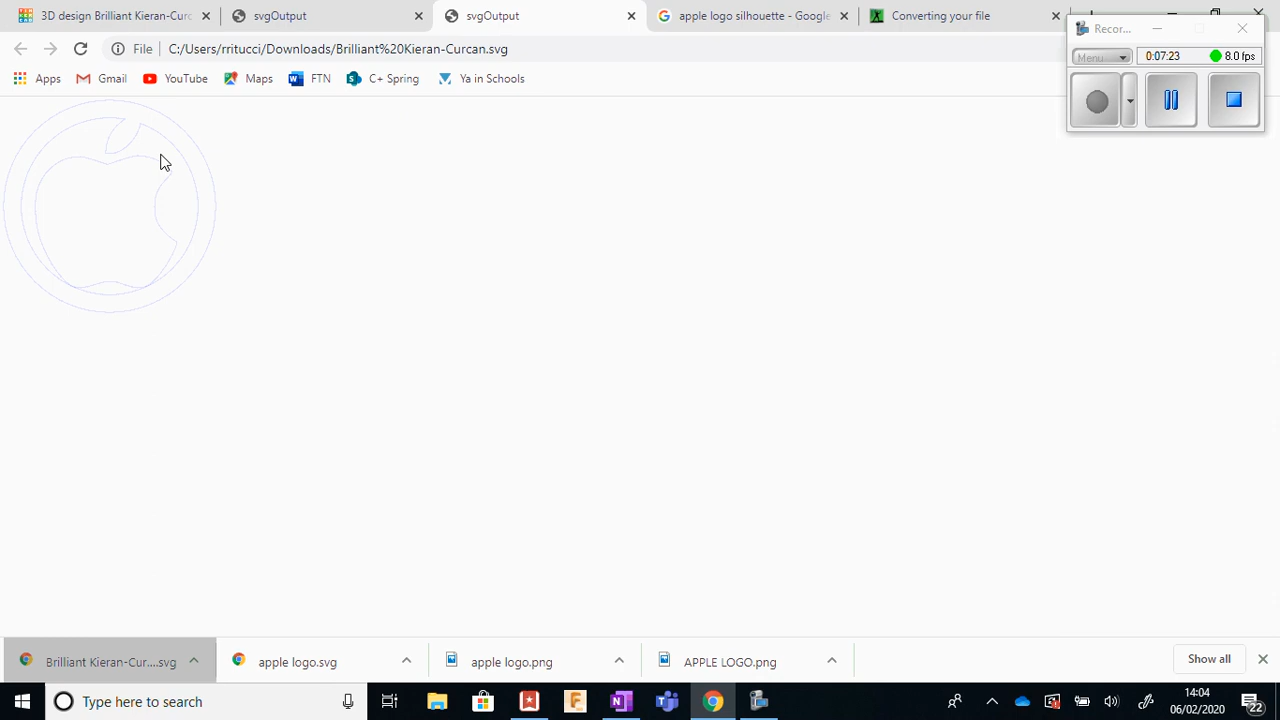 3D design Brilliant Kieran-Curc
svgOutput
svgOutput
apple logo silhouette - Google
Converting your file
File
C:/Users/rritucci/Downloads/Brilliant%20Kieran-Curcan.svg
Apps
Gmail
YouTube
Maps
FTN
C+ Spring
Ya in Schools
Recor...
Menu
0:07:23
8.0 fps
Brilliant Kieran-Cur....svg
apple logo.svg
apple logo.png
APPLE LOGO.png
Show all
Type here to search
14:04
06/02/2020
22